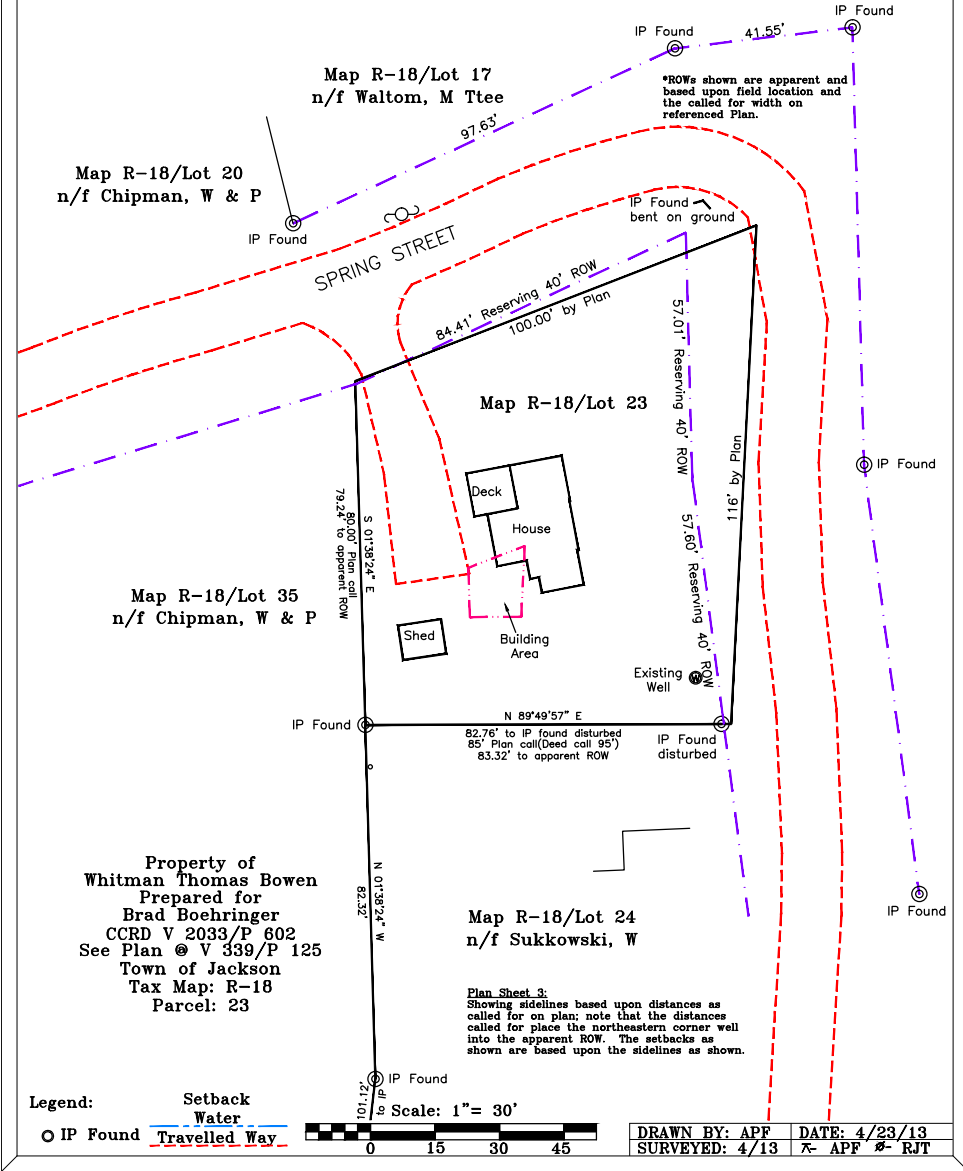 IP Found
IP Found
41.55'
Map R-18/Lot 17
n/f Waltom, M Ttee
*ROWs shown are apparent and
based upon field location and
the called for width on
referenced Plan.
97.63'
Map R-18/Lot 20
n/f Chipman, W & P
IP Found
SPRING STREET
IP Found
bent on ground
84.41' Reserving 40' ROW
100.00' by Plan
57.01' Reserving 40' ROW
Map R-18/Lot 23
116' by Plan
IP Found
Deck
House
S 01°38'24" E
80.00' Plan call
79.24' to apparent ROW
57.60' Reserving 40' ROW
Map R-18/Lot 35
n/f Chipman, W & P
Shed
Building
Area
Existing
Well
W
IP Found
N 89°49'57" E
82.76' to IP found disturbed
85' Plan call(Deed call 95')
83.32' to apparent ROW
IP Found
disturbed
N 01°38'24" W
82.32'
Property of
Whitman Thomas Bowen
Prepared for
Brad Boehringer
CCRD V 2033/P 602
See Plan @ V 339/P 125
Town of Jackson
Tax Map: R-18
Parcel: 23
Map R-18/Lot 24
n/f Sukkowski, W
IP Found
Plan Sheet 3:
Showing sidelines based upon distances as
called for on plan; note that the distances
called for place the northeastern corner well
into the apparent ROW. The setbacks as
shown are based upon the sidelines as shown.
IP Found
101.12'
to IP
Legend:
Setback
Water
IP Found
Travelled Way
Scale: 1"= 30'
0 15 30 45
DRAWN BY: APF DATE: 4/23/13
SURVEYED: 4/13 APF RJT